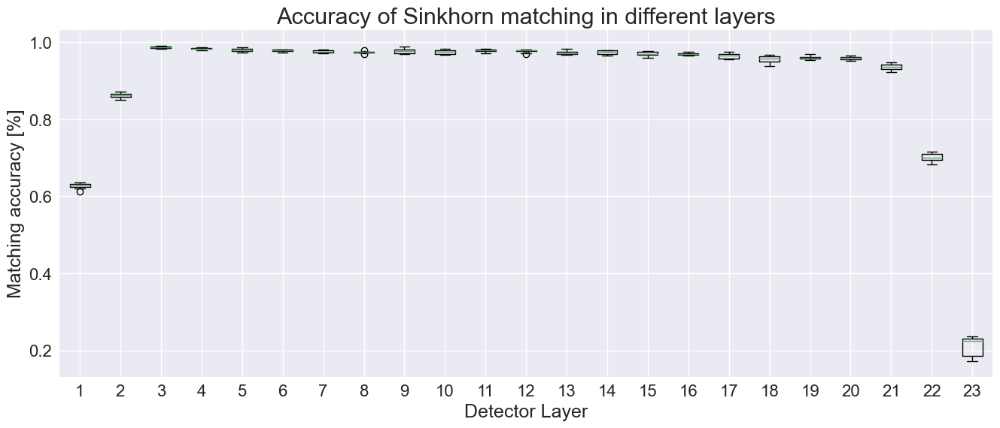 Accuracy of Sinkhorn matching in different layers
Matching accuracy [%]
1.0
0.8
0.6
0.4
0.2
1 2 3 4 5 6 7 8 9 10 11 12 13 14 15 16 17 18 19 20 21 22 23
Detector Layer